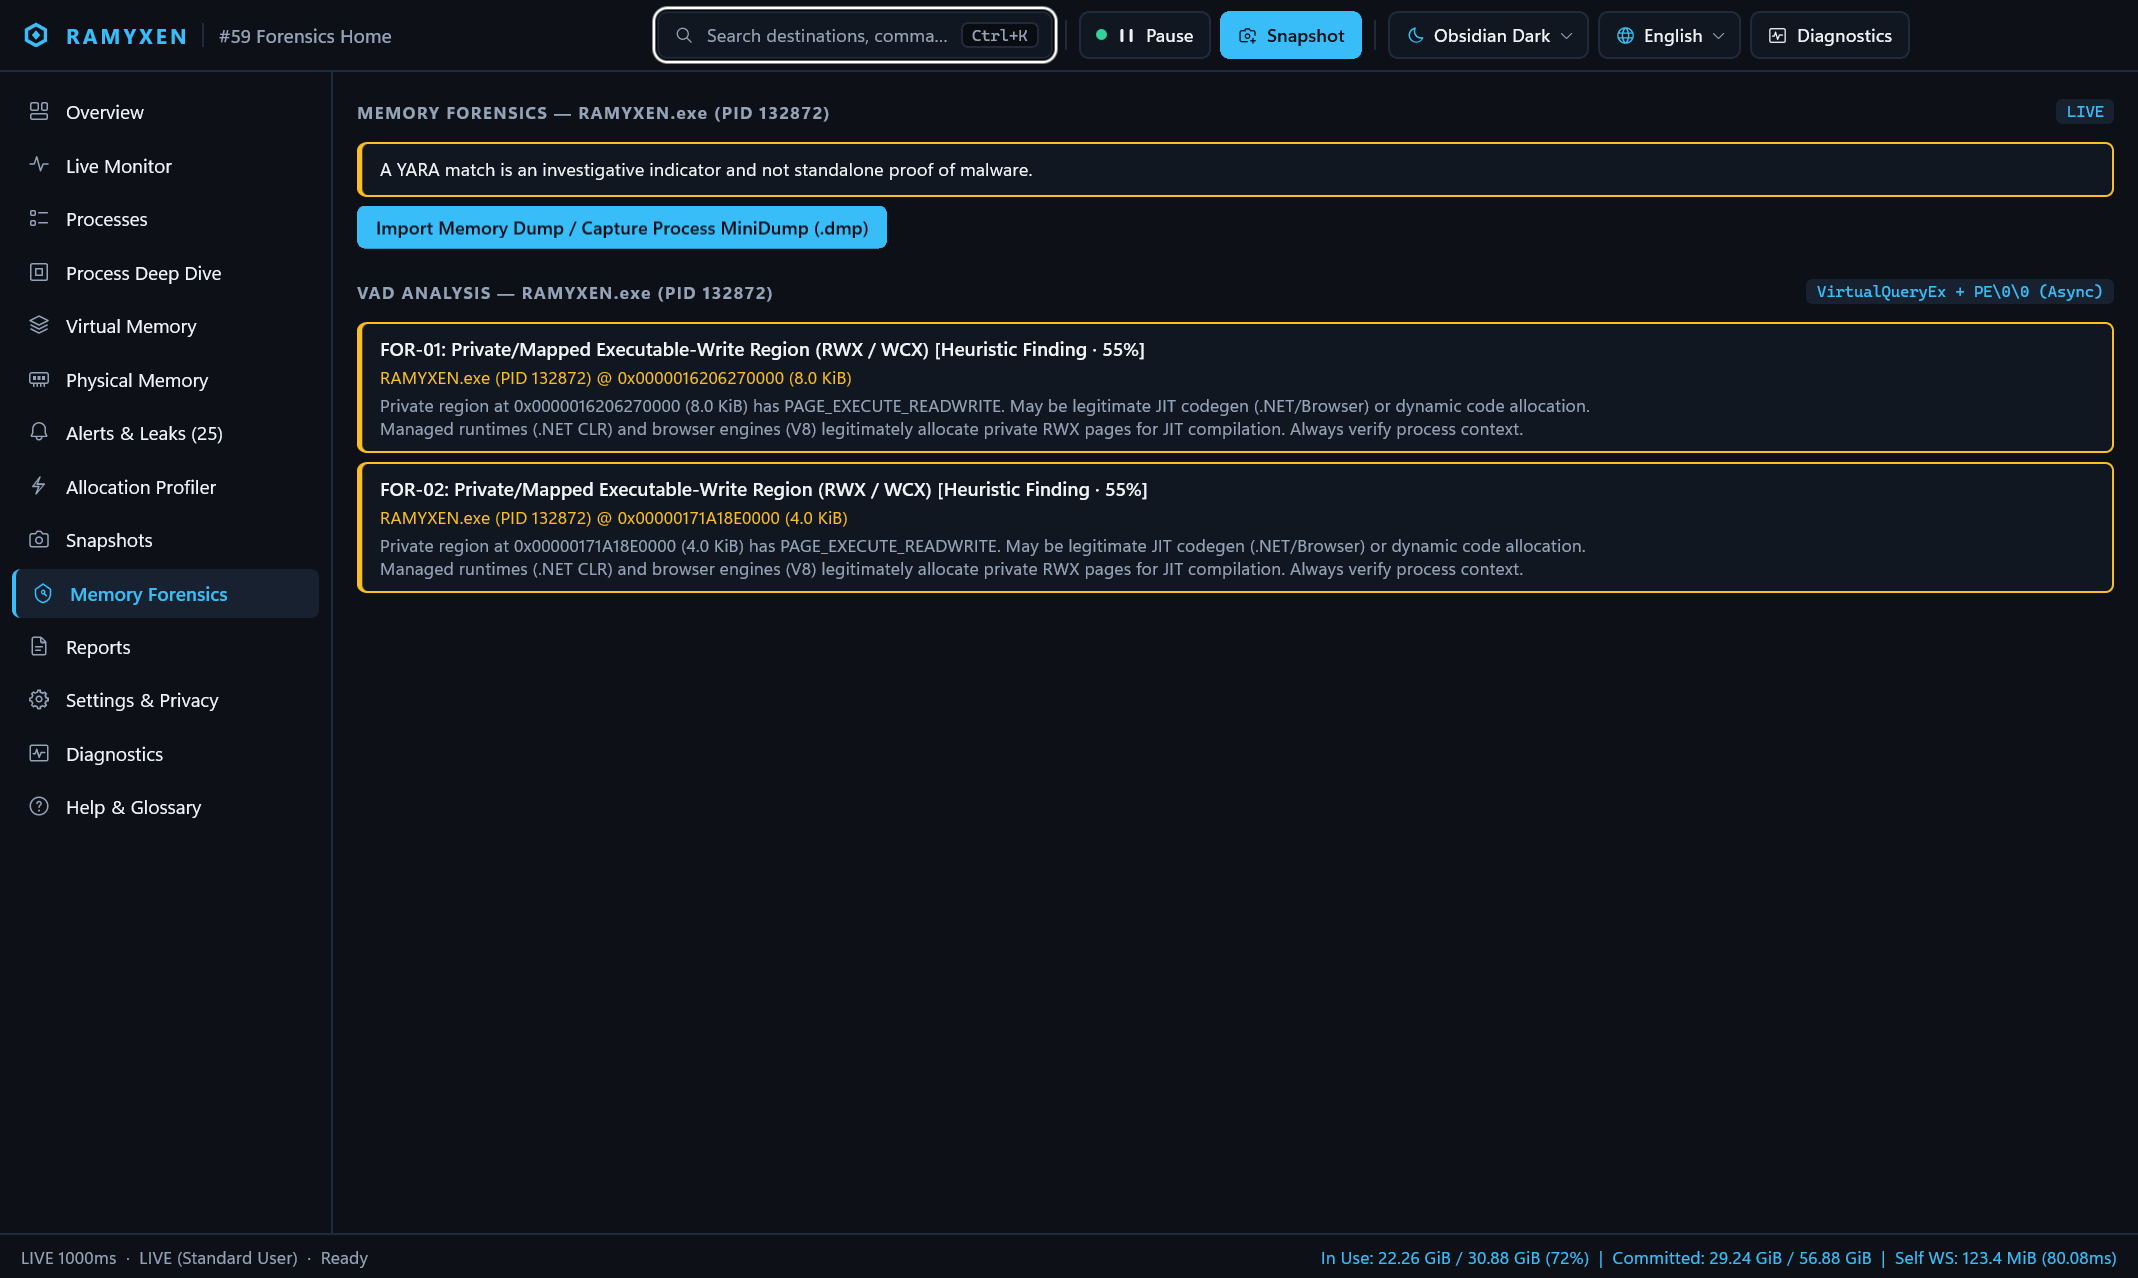 RAMYXEN
#59 Forensics Home
Search destinations, comma...
Ctrl+K
Pause
Snapshot
Obsidian Dark
English
Diagnostics
Overview
Live Monitor
Processes
Process Deep Dive
Virtual Memory
Physical Memory
Alerts & Leaks (25)
Allocation Profiler
Snapshots
Memory Forensics
Reports
Settings & Privacy
Diagnostics
Help & Glossary
MEMORY FORENSICS — RAMYXEN.exe (PID 132872)
LIVE
A YARA match is an investigative indicator and not standalone proof of malware.
Import Memory Dump / Capture Process MiniDump (.dmp)
VAD ANALYSIS — RAMYXEN.exe (PID 132872)
VirtualQueryEx + PE\0\0 (Async)
FOR-01: Private/Mapped Executable-Write Region (RWX / WCX) [Heuristic Finding · 55%]
RAMYXEN.exe (PID 132872) @ 0x0000016206270000 (8.0 KiB)
Private region at 0x0000016206270000 (8.0 KiB) has PAGE_EXECUTE_READWRITE. May be legitimate JIT codegen (.NET/Browser) or dynamic code allocation.
Managed runtimes (.NET CLR) and browser engines (V8) legitimately allocate private RWX pages for JIT compilation. Always verify process context.
FOR-02: Private/Mapped Executable-Write Region (RWX / WCX) [Heuristic Finding · 55%]
RAMYXEN.exe (PID 132872) @ 0x00000171A18E0000 (4.0 KiB)
Private region at 0x00000171A18E0000 (4.0 KiB) has PAGE_EXECUTE_READWRITE. May be legitimate JIT codegen (.NET/Browser) or dynamic code allocation.
Managed runtimes (.NET CLR) and browser engines (V8) legitimately allocate private RWX pages for JIT compilation. Always verify process context.
LIVE 1000ms · LIVE (Standard User) · Ready
In Use: 22.26 GiB / 30.88 GiB (72%) | Committed: 29.24 GiB / 56.88 GiB | Self WS: 123.4 MiB (80.08ms)